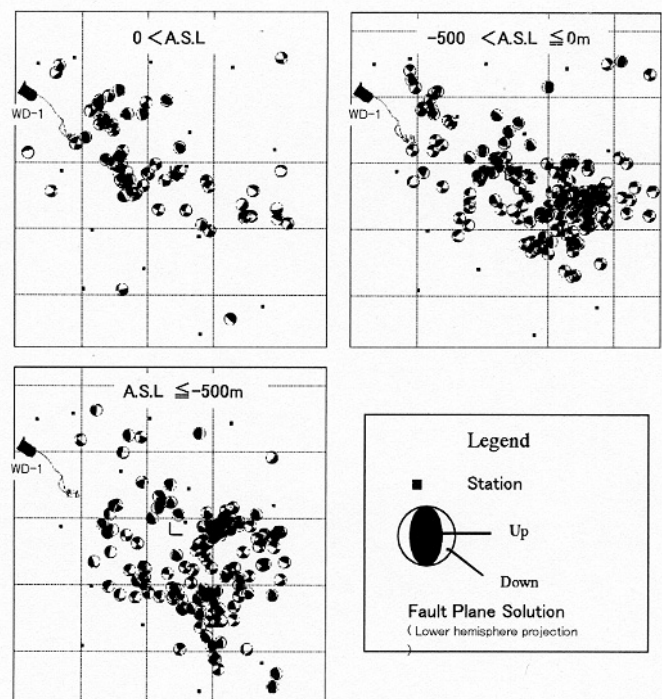 0 < A.S.L
WD-1
-500 < A.S.L ≦ 0m
WD-1
A.S.L ≦ -500m
WD-1
Legend
Station
Up
Down
Fault Plane Solution
( Lower hemisphere projection
)